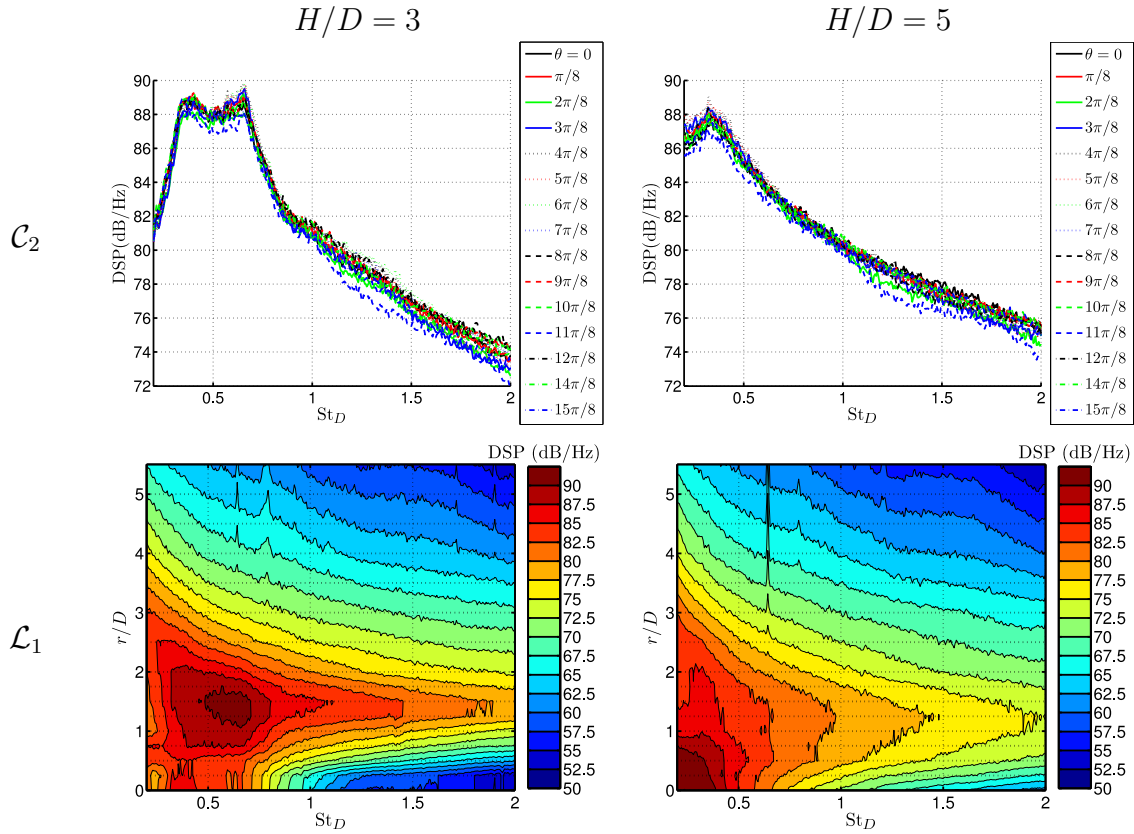 H/D = 3
H/D = 5
C₂
DSP(dB/Hz)
90
88
86
84
82
80
78
76
74
72
0.5
1
1.5
2
St_D
θ = 0
π/8
2π/8
3π/8
4π/8
5π/8
6π/8
7π/8
8π/8
9π/8
10π/8
11π/8
12π/8
14π/8
15π/8
DSP(dB/Hz)
90
88
86
84
82
80
78
76
74
72
0.5
1
1.5
2
St_D
θ = 0
π/8
2π/8
3π/8
4π/8
5π/8
6π/8
7π/8
8π/8
9π/8
10π/8
11π/8
12π/8
14π/8
15π/8
L₁
r/D
5
4
3
2
1
0
0.5
1
1.5
2
St_D
DSP (dB/Hz)
90
87.5
85
82.5
80
77.5
75
72.5
70
67.5
65
62.5
60
57.5
55
52.5
50
r/D
5
4
3
2
1
0
0.5
1
1.5
2
St_D
DSP (dB/Hz)
90
87.5
85
82.5
80
77.5
75
72.5
70
67.5
65
62.5
60
57.5
55
52.5
50